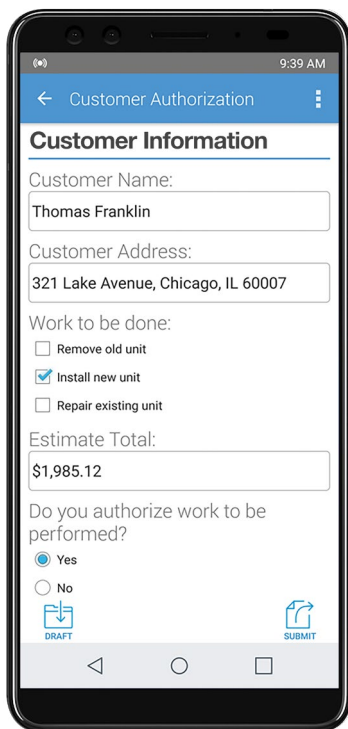 9:39 AM
Customer Authorization
Customer Information
Customer Name:
Thomas Franklin
Customer Address:
321 Lake Avenue, Chicago, IL 60007
Work to be done:
Remove old unit
Install new unit
Repair existing unit
Estimate Total:
$1,985.12
Do you authorize work to be
performed?
Yes
No
DRAFT
SUBMIT